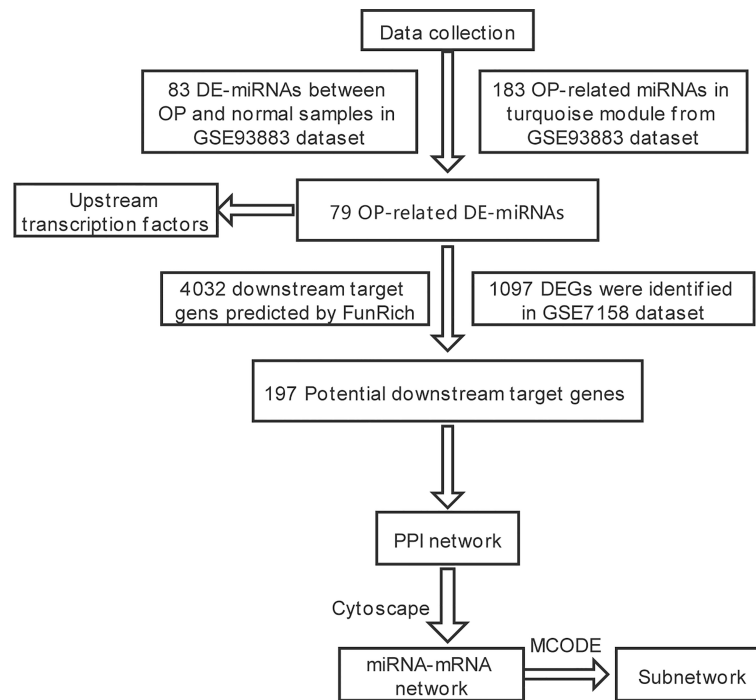 Data collection
83 DE-miRNAs between
OP and normal samples in
GSE93883 dataset
183 OP-related miRNAs in
turquoise module from
GSE93883 dataset
Upstream
transcription factors
79 OP-related DE-miRNAs
4032 downstream target
gens predicted by FunRich
1097 DEGs were identified
in GSE7158 dataset
197 Potential downstream target genes
PPI network
Cytoscape
miRNA-mRNA
network
MCODE
Subnetwork